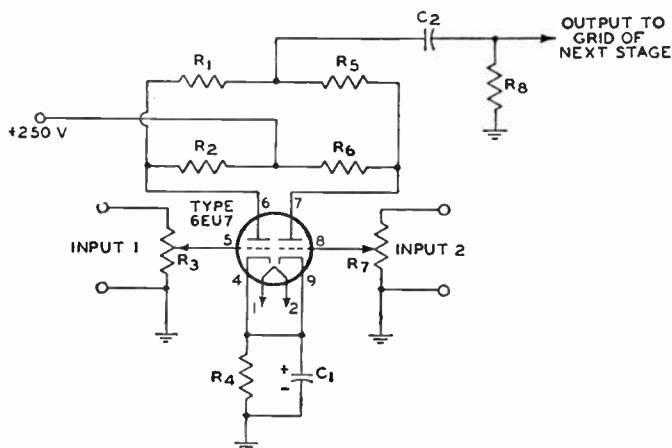 C2
OUTPUT TO
GRID OF
NEXT STAGE
R1
R5
R8
+250 V
R2
R6
TYPE
6EU7
6
7
INPUT 1
R3
5
8
R7
INPUT 2
4
9
1
2
R4
+
-
C1